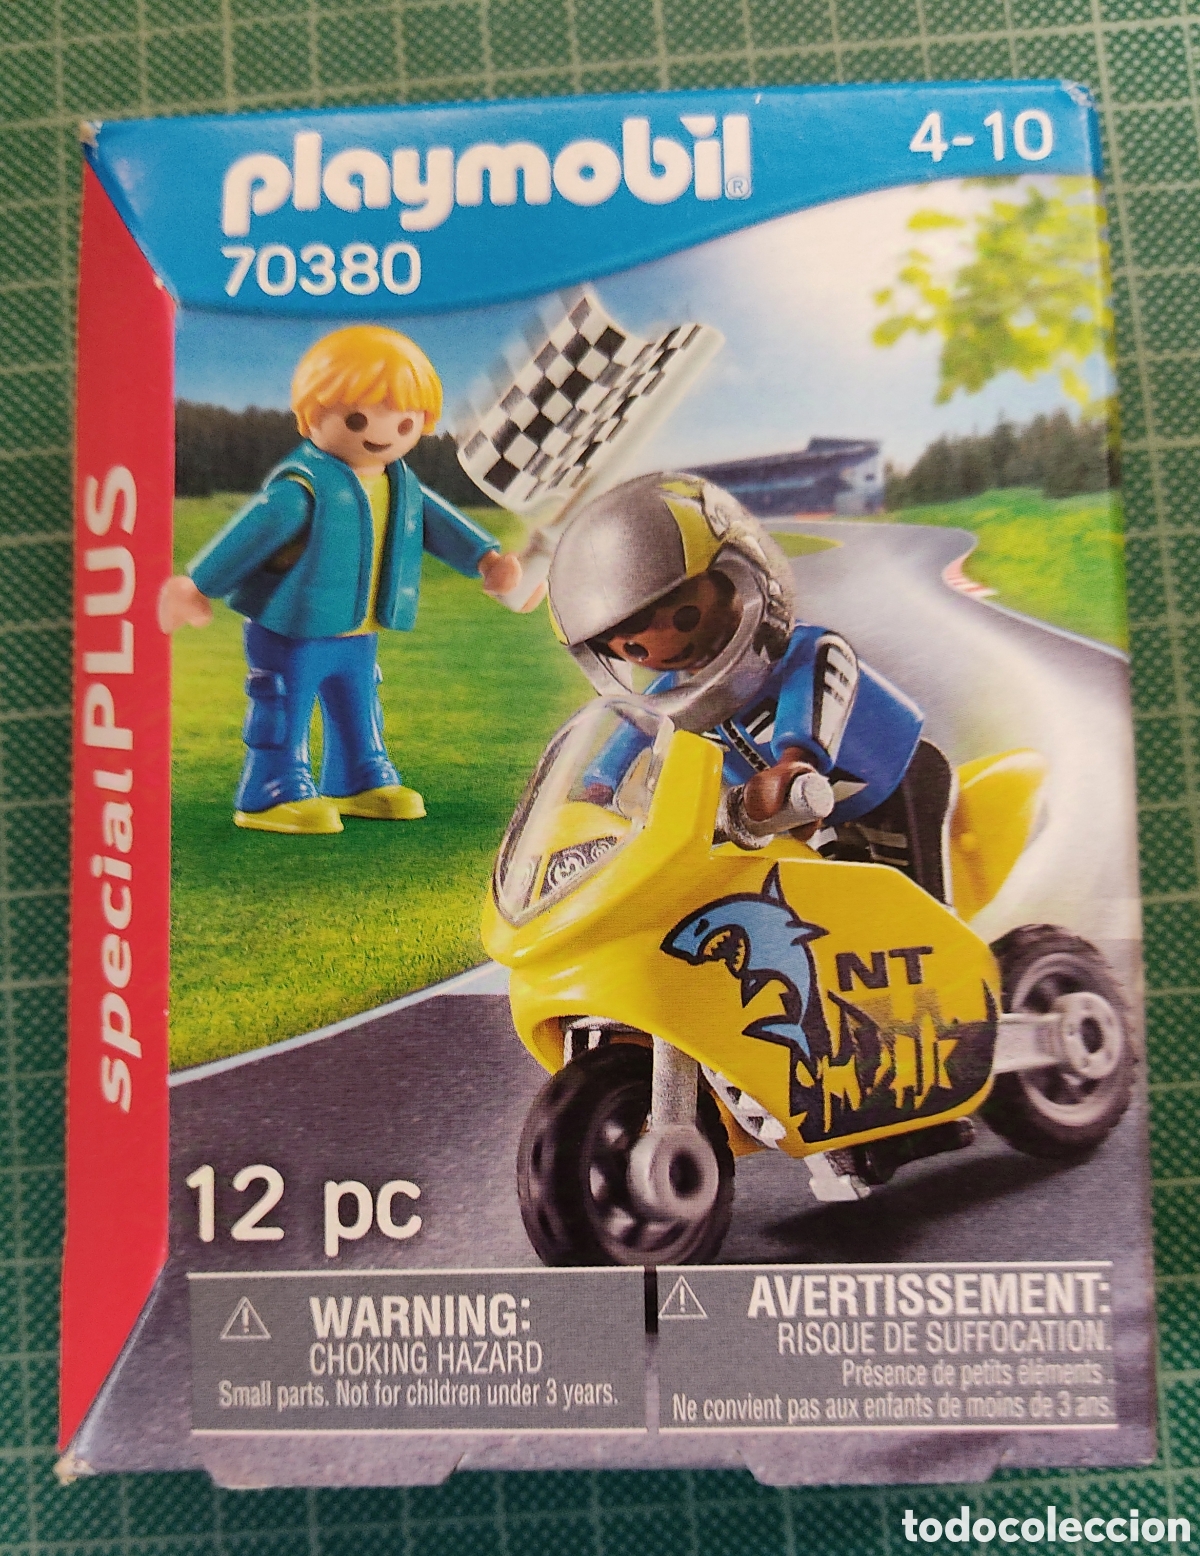 playmobil®
4-10
70380
special PLUS
NT
12 pc
WARNING:
CHOKING HAZARD
Small parts. Not for children under 3 years.
AVERTISSEMENT:
RISQUE DE SUFFOCATION.
Présence de petits éléments.
Ne convient pas aux enfants de moins de 3 ans.
todocoleccion